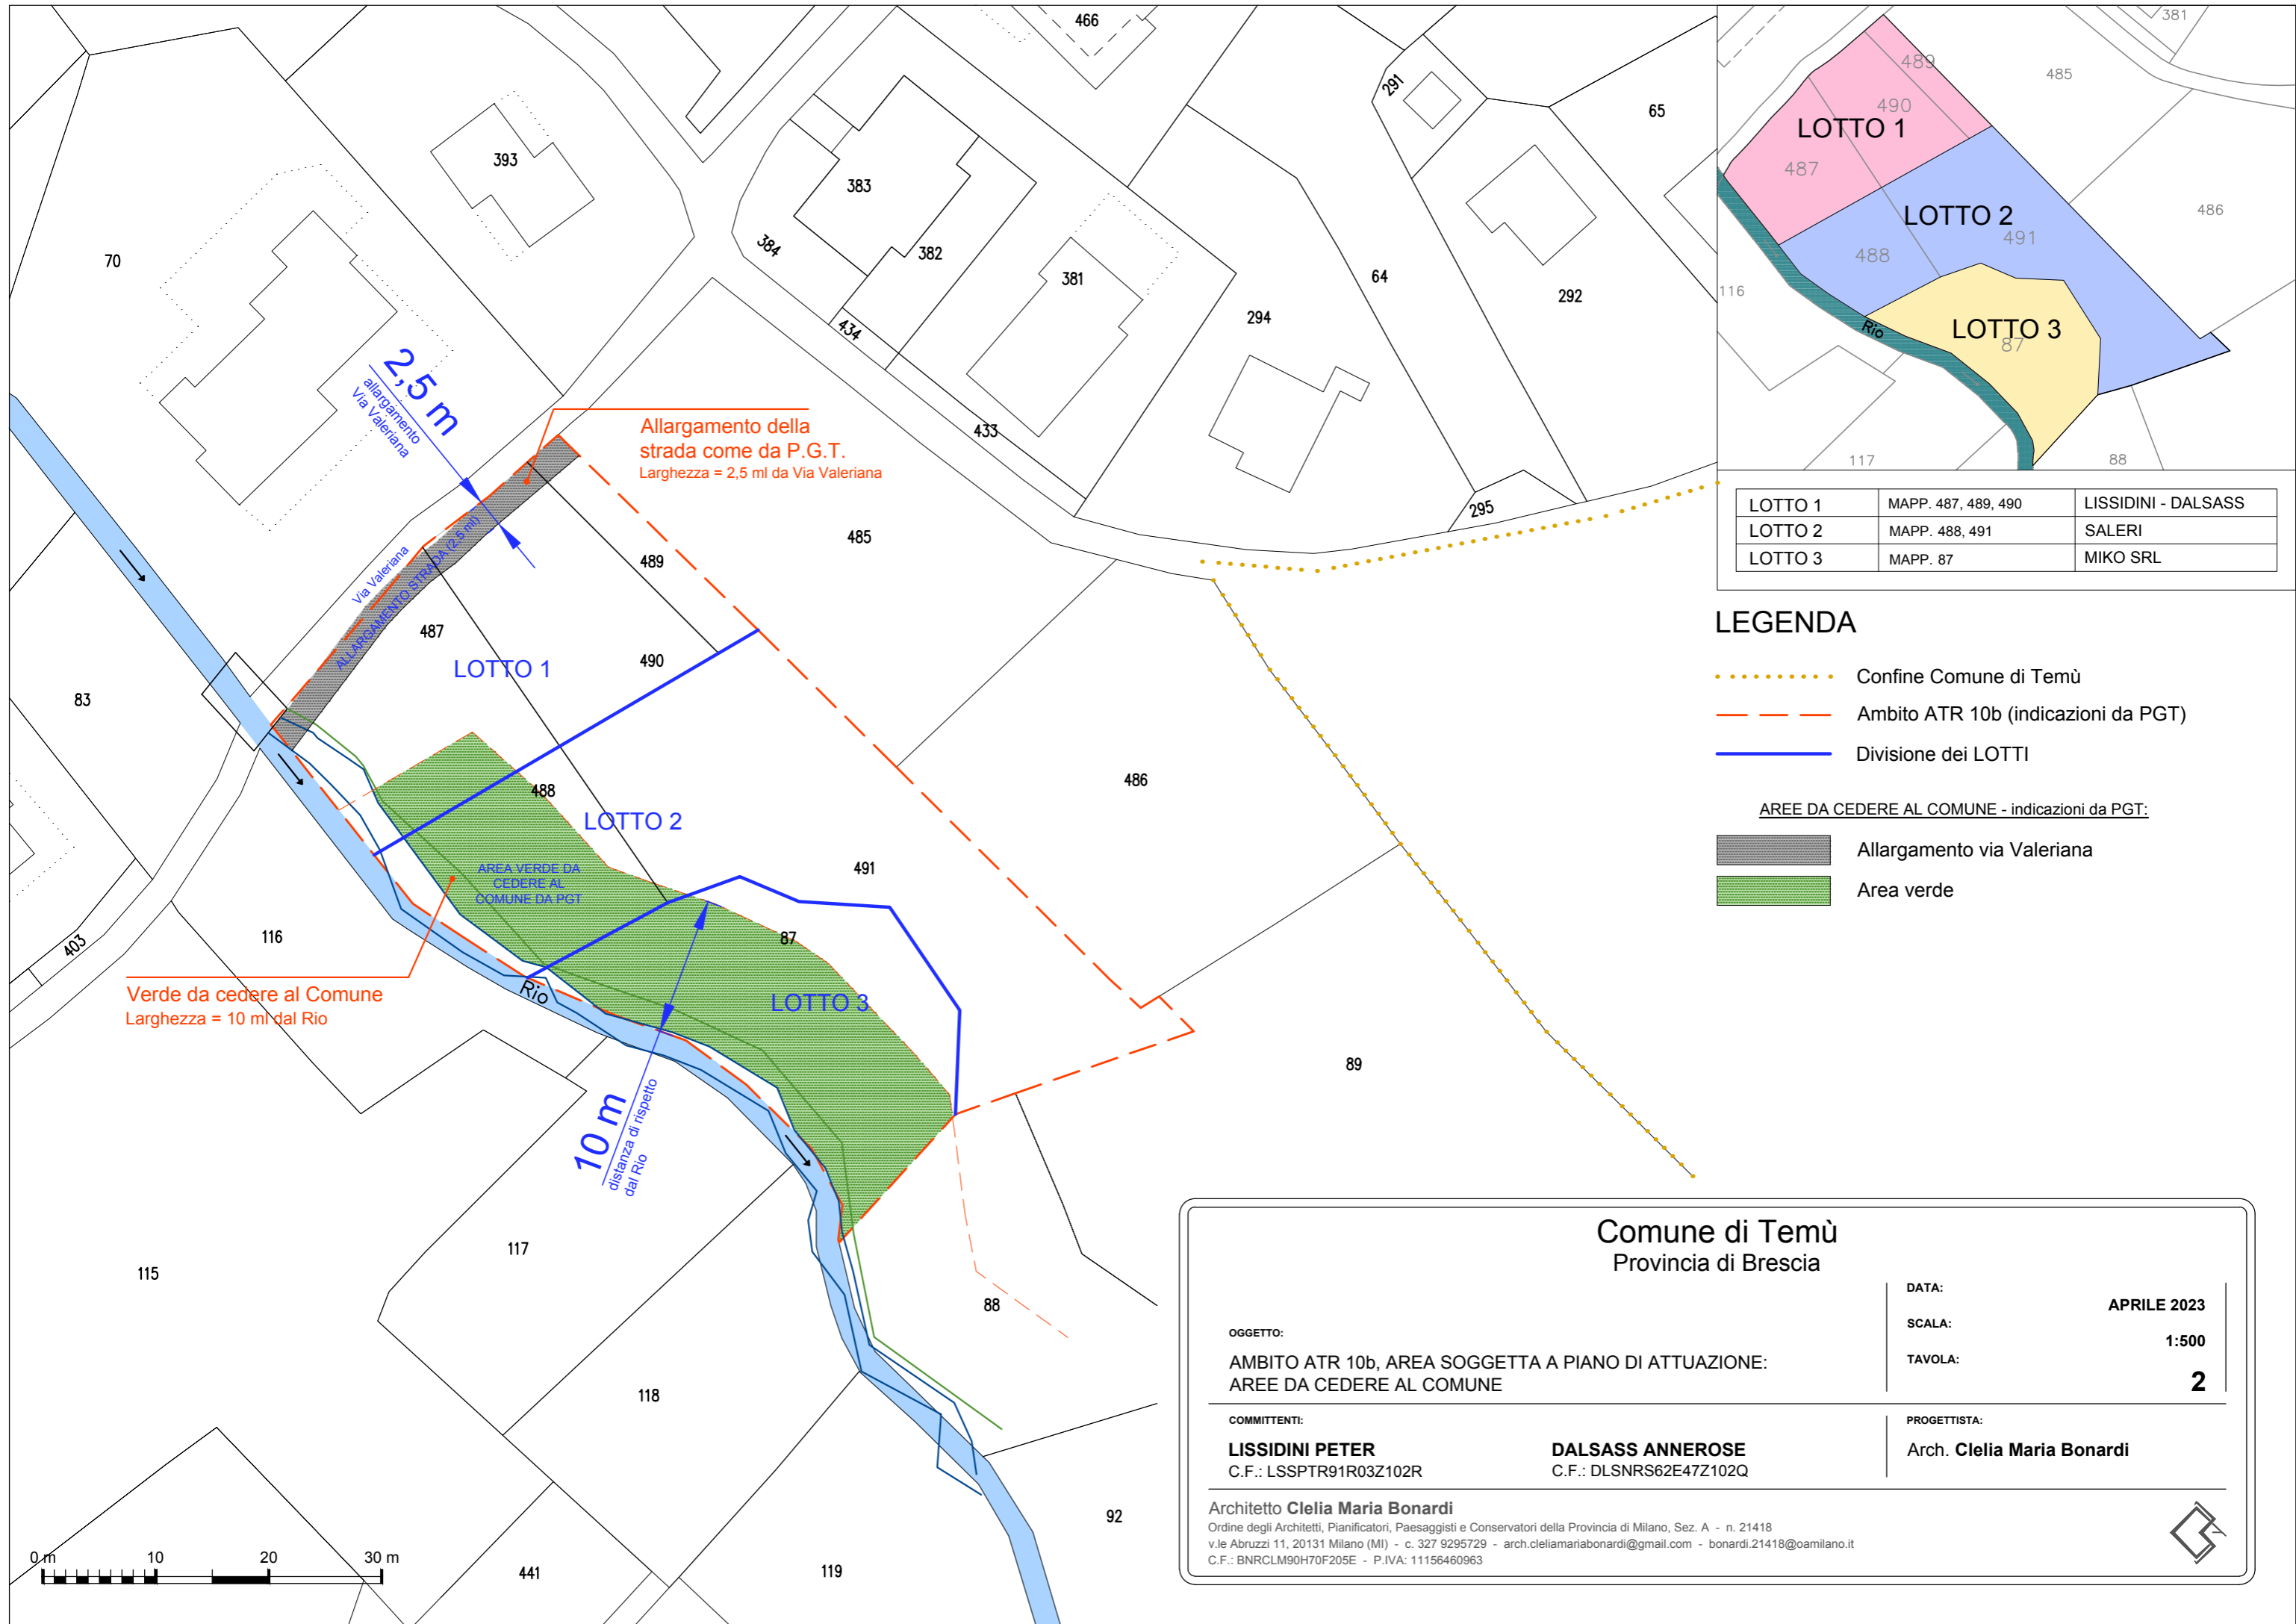 466
291
65
393
383
384
382
381
434
70
64
292
294
433
295
2,5 m
allargamento
Via Valeriana
Allargamento della
strada come da P.G.T.
Larghezza = 2,5 ml da Via Valeriana
Via Valeriana
ALLARGAMENTO STRADA (2,5 ml)
485
489
487
490
LOTTO 1
83
486
488
LOTTO 2
491
AREA VERDE DA
CEDERE AL
COMUNE DA PGT
87
LOTTO 3
403
116
Verde da cedere al Comune
Larghezza = 10 ml dal Rio
Rio
10 m
distanza di rispetto
dal Rio
89
117
115
88
118
92
441
119
0 m
10
20
30 m
381
489
485
490
LOTTO 1
487
486
LOTTO 2
491
488
116
LOTTO 3
87
Rio
117
88
LOTTO 1 MAPP. 487, 489, 490 LISSIDINI - DALSASS
LOTTO 2 MAPP. 488, 491 SALERI
LOTTO 3 MAPP. 87 MIKO SRL
LEGENDA
Confine Comune di Temù
Ambito ATR 10b (indicazioni da PGT)
Divisione dei LOTTI
AREE DA CEDERE AL COMUNE - indicazioni da PGT:
Allargamento via Valeriana
Area verde
Comune di Temù
Provincia di Brescia
OGGETTO:
AMBITO ATR 10b, AREA SOGGETTA A PIANO DI ATTUAZIONE:
AREE DA CEDERE AL COMUNE
DATA:
APRILE 2023
SCALA:
1:500
TAVOLA:
2
COMMITTENTI:
LISSIDINI PETER
C.F.: LSSPTR91R03Z102R
DALSASS ANNEROSE
C.F.: DLSNRS62E47Z102Q
PROGETTISTA:
Arch. Clelia Maria Bonardi
Architetto Clelia Maria Bonardi
Ordine degli Architetti, Pianificatori, Paesaggisti e Conservatori della Provincia di Milano, Sez. A - n. 21418
v.le Abruzzi 11, 20131 Milano (MI) - c. 327 9295729 - arch.cleliamariabonardi@gmail.com - bonardi.21418@oamilano.it
C.F.: BNRCLM90H70F205E - P.IVA: 11156460963